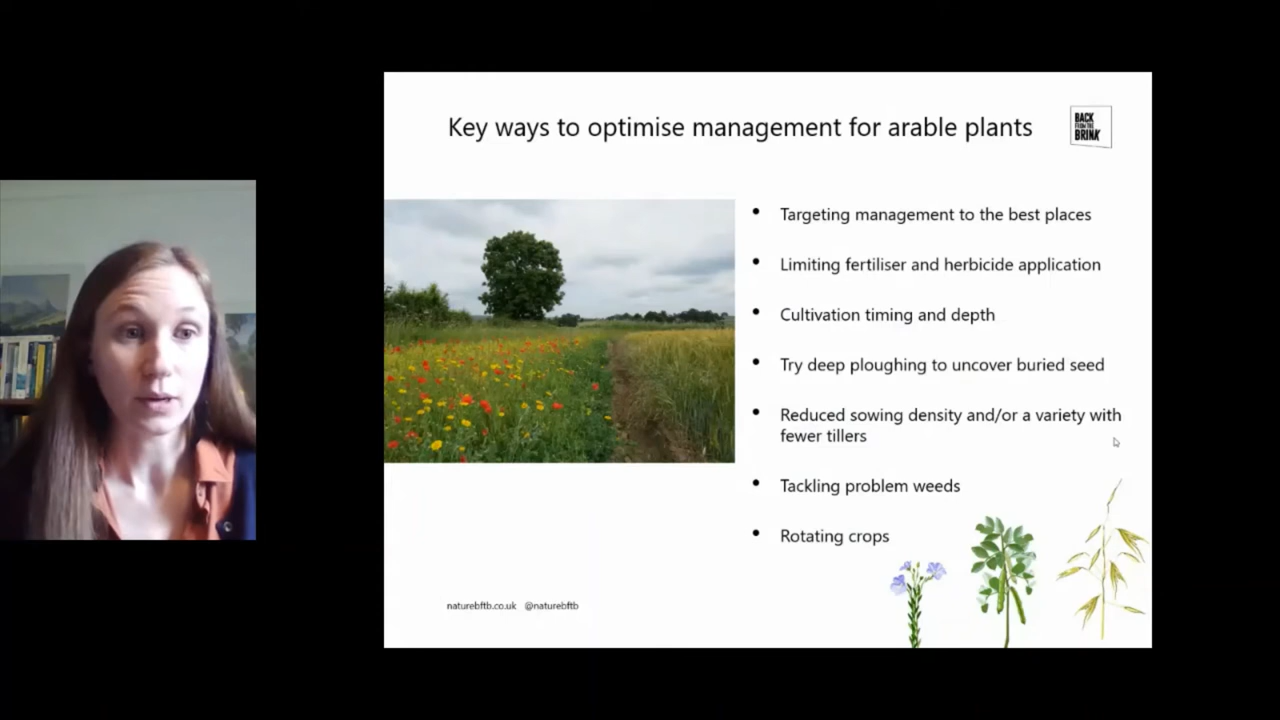 Key ways to optimise management for arable plants
BACK
FROM THE
BRINK
Targeting management to the best places
Limiting fertiliser and herbicide application
Cultivation timing and depth
Try deep ploughing to uncover buried seed
Reduced sowing density and/or a variety with
fewer tillers
Tackling problem weeds
Rotating crops
naturebftb.co.uk @naturebftb